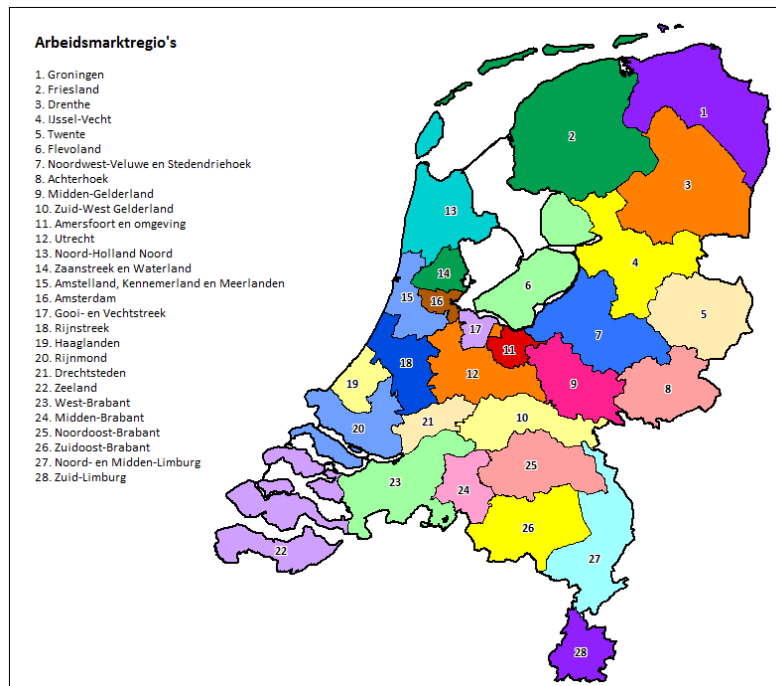 Arbeidsmarktregio's
1. Groningen
2. Friesland
3. Drenthe
4. IJssel-Vecht
5. Twente
6. Flevoland
7. Noordwest-Veluwe en Stedendriehoek
8. Achterhoek
9. Midden-Gelderland
10. Zuid-West Gelderland
11. Amersfoort en omgeving
12. Utrecht
13. Noord-Holland Noord
14. Zaanstreek en Waterland
15. Amstelland, Kennemerland en Meerlanden
16. Amsterdam
17. Gooi- en Vechtstreek
18. Rijnstreek
19. Haaglanden
20. Rijnmond
21. Drechtsteden
22. Zeeland
23. West-Brabant
24. Midden-Brabant
25. Noordoost-Brabant
26. Zuidoost-Brabant
27. Noord- en Midden-Limburg
28. Zuid-Limburg
1
2
3
13
4
14
6
15
16
5
17
7
11
18
12
19
9
8
10
21
20
25
23
24
26
22
27
28